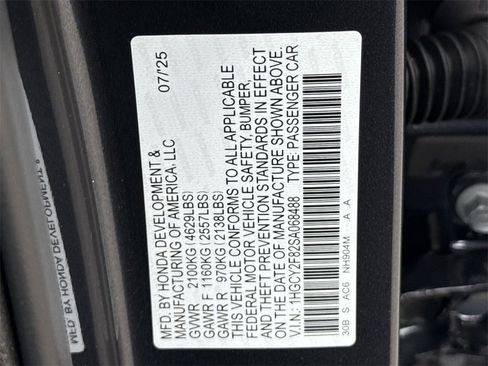 MFD. BY HONDA DEVELOPMENT & 07/'25
MANUFACTURING OF AMERICA, LLC
GVWR 2100KG (4629LBS)
GAWR F 1160KG (2557LBS)
GAWR R 970KG (2138LBS)
THIS VEHICLE CONFORMS TO ALL APPLICABLE
FEDERAL MOTOR VEHICLE SAFETY, BUMPER,
AND THEFT PREVENTION STANDARDS IN EFFECT
ON THE DATE OF MANUFACTURE SHOWN ABOVE.
V.I.N: 1HGCY2F82SA068488 TYPE: PASSENGER CAR
30B S AC6 NH904M A A
MFD. BY HONDA DEVELOPMENT &